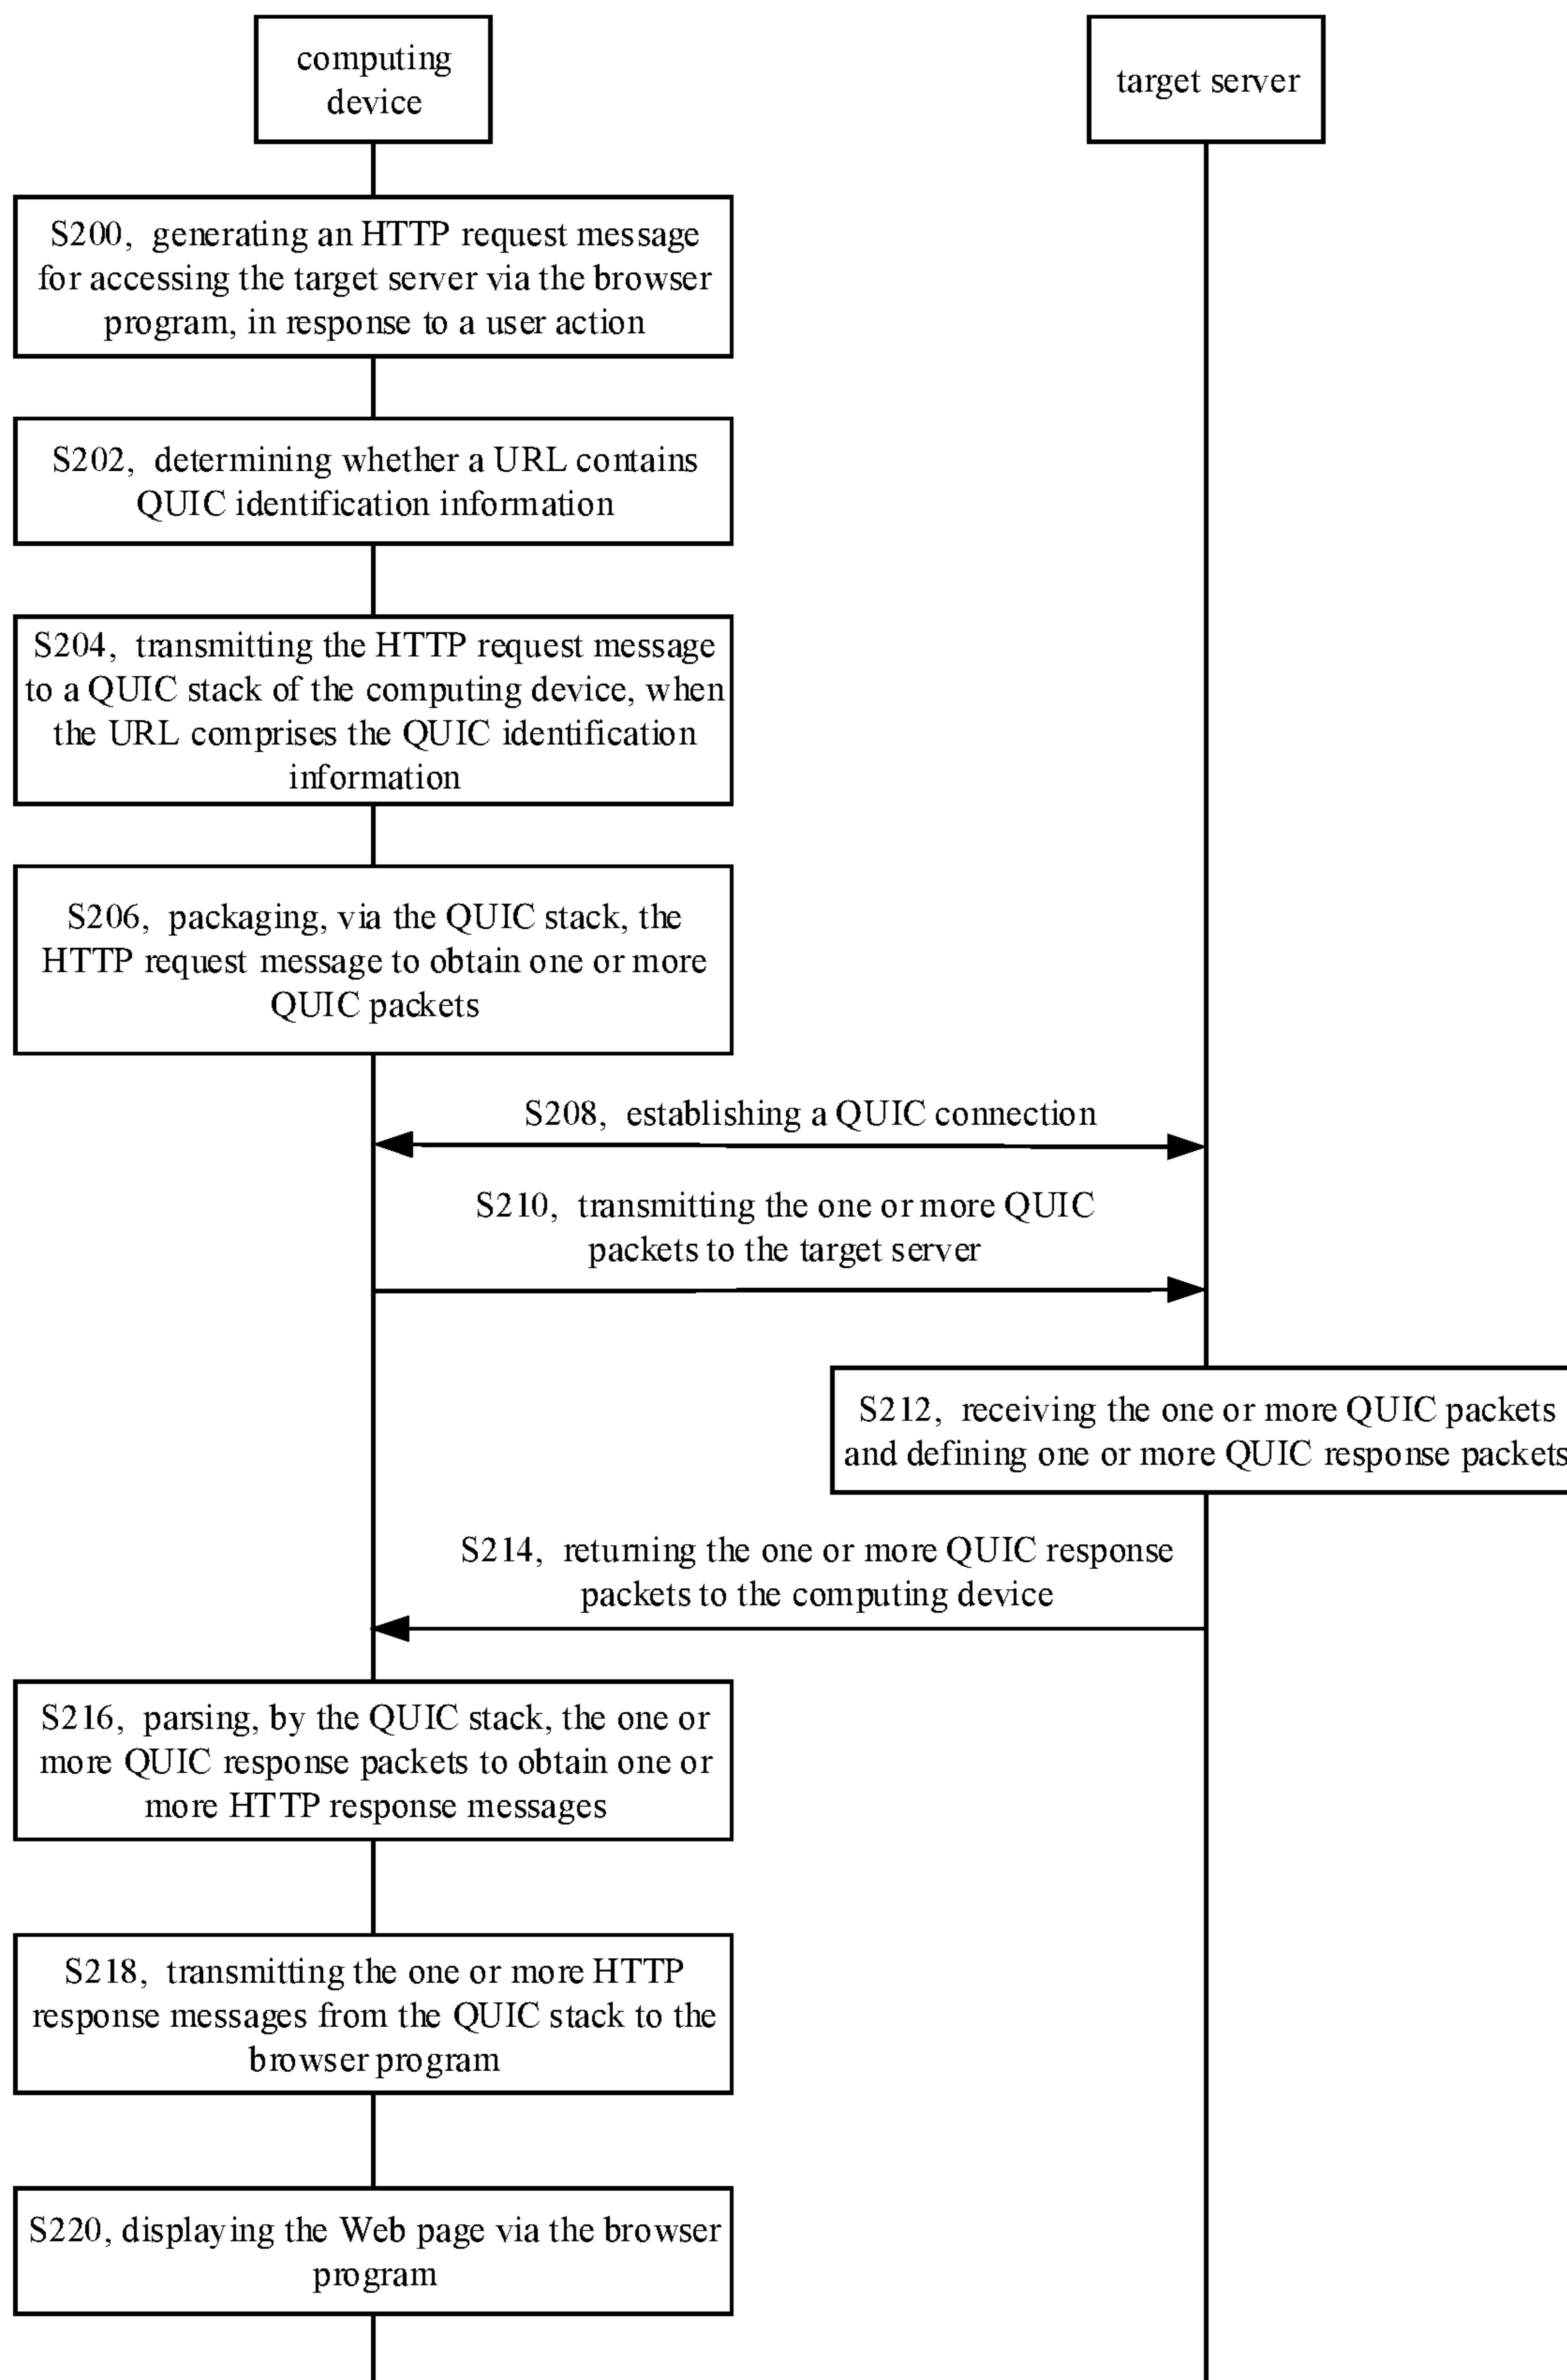 computing
device
target server
S200, generating an HTTP request message
for accessing the target server via the browser
program, in response to a user action
S202, determining whether a URL contains
QUIC identification information
S204, transmitting the HTTP request message
to a QUIC stack of the computing device, when
the URL comprises the QUIC identification
information
S206, packaging, via the QUIC stack, the
HTTP request message to obtain one or more
QUIC packets
S208, establishing a QUIC connection
S210, transmitting the one or more QUIC
packets to the target server
S212, receiving the one or more QUIC packets
and defining one or more QUIC response packets
S214, returning the one or more QUIC response
packets to the computing device
S216, parsing, by the QUIC stack, the one or
more QUIC response packets to obtain one or
more HTTP response messages
S218, transmitting the one or more HTTP
response messages from the QUIC stack to the
browser program
S220, displaying the Web page via the browser
program